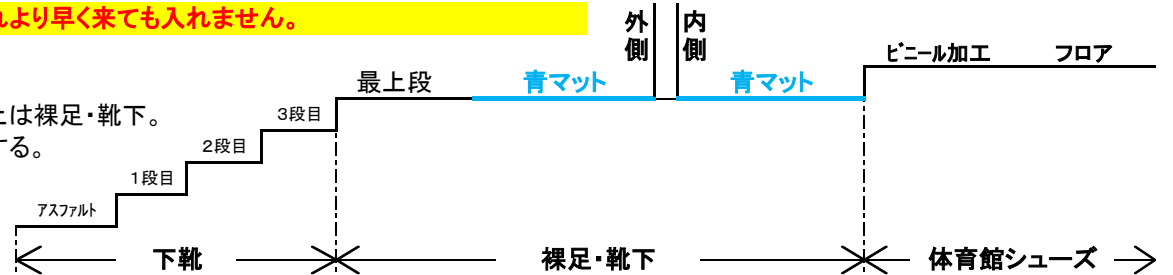 れより早く来ても入れません。
外側
内側
ビニール加工 フロア
最上段 青マット 青マット
上は裸足・靴下。
3段目
する。
2段目
1段目
アスファルト
下靴 裸足・靴下 体育館シューズ